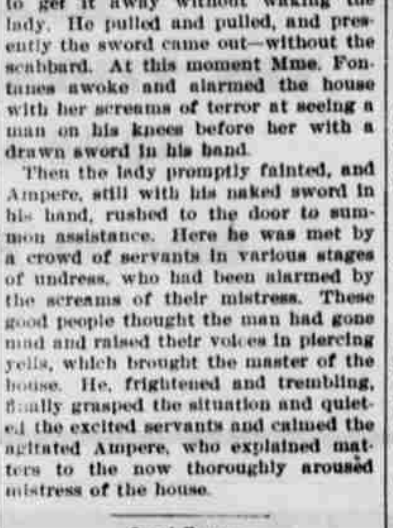 to get it away without waking the
lady. He pulled and pulled, and pres-
ently the sword came out—without the
scabbard. At this moment Mme. Fon-
tanes awoke and alarmed the house
with her screams of terror at seeing a
man on his knees before her with a
drawn sword in his hand.
Then the lady promptly fainted, and
Ampere, still with his naked sword in
his hand, rushed to the door to sum-
mon assistance. Here he was met by
a crowd of servants in various stages
of undress, who had been alarmed by
the screams of their mistress. These
good people thought the man had gone
mad and raised their voices in piercing
yells, which brought the master of the
house. He, frightened and trembling,
finally grasped the situation and quiet-
ed the excited servants and calmed the
agitated Ampere, who explained mat-
ters to the now thoroughly aroused
mistress of the house.